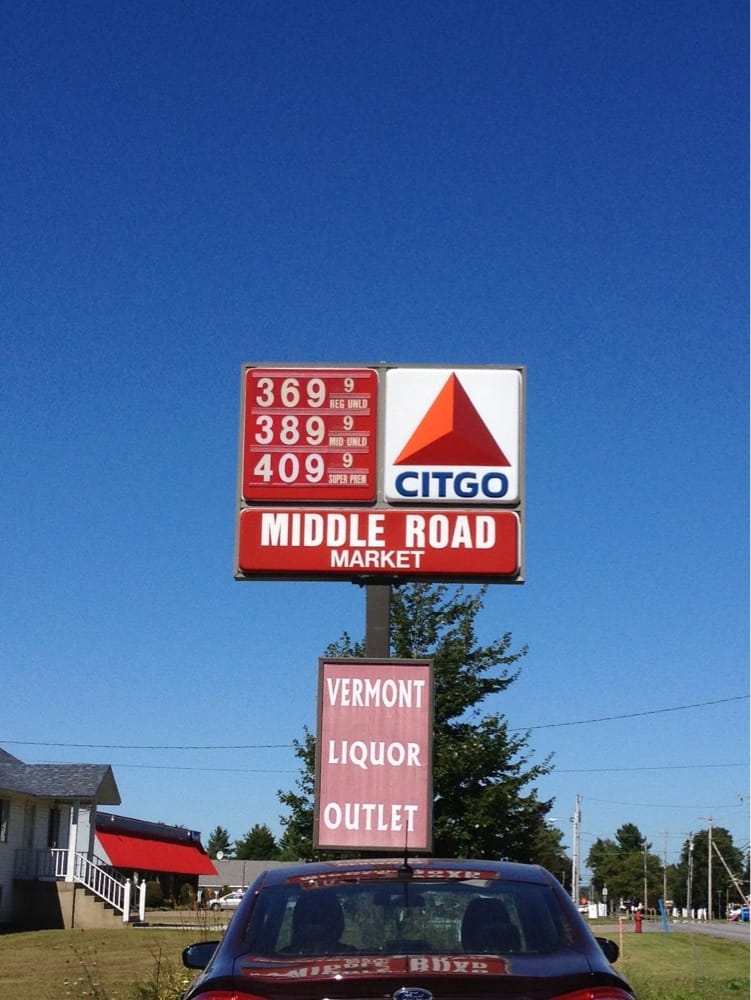 369 9
REG UNLD
389 9
MID UNLD
409 9
SUPER PREM
CITGO
MIDDLE ROAD
MARKET
VERMONT
LIQUOR
OUTLET